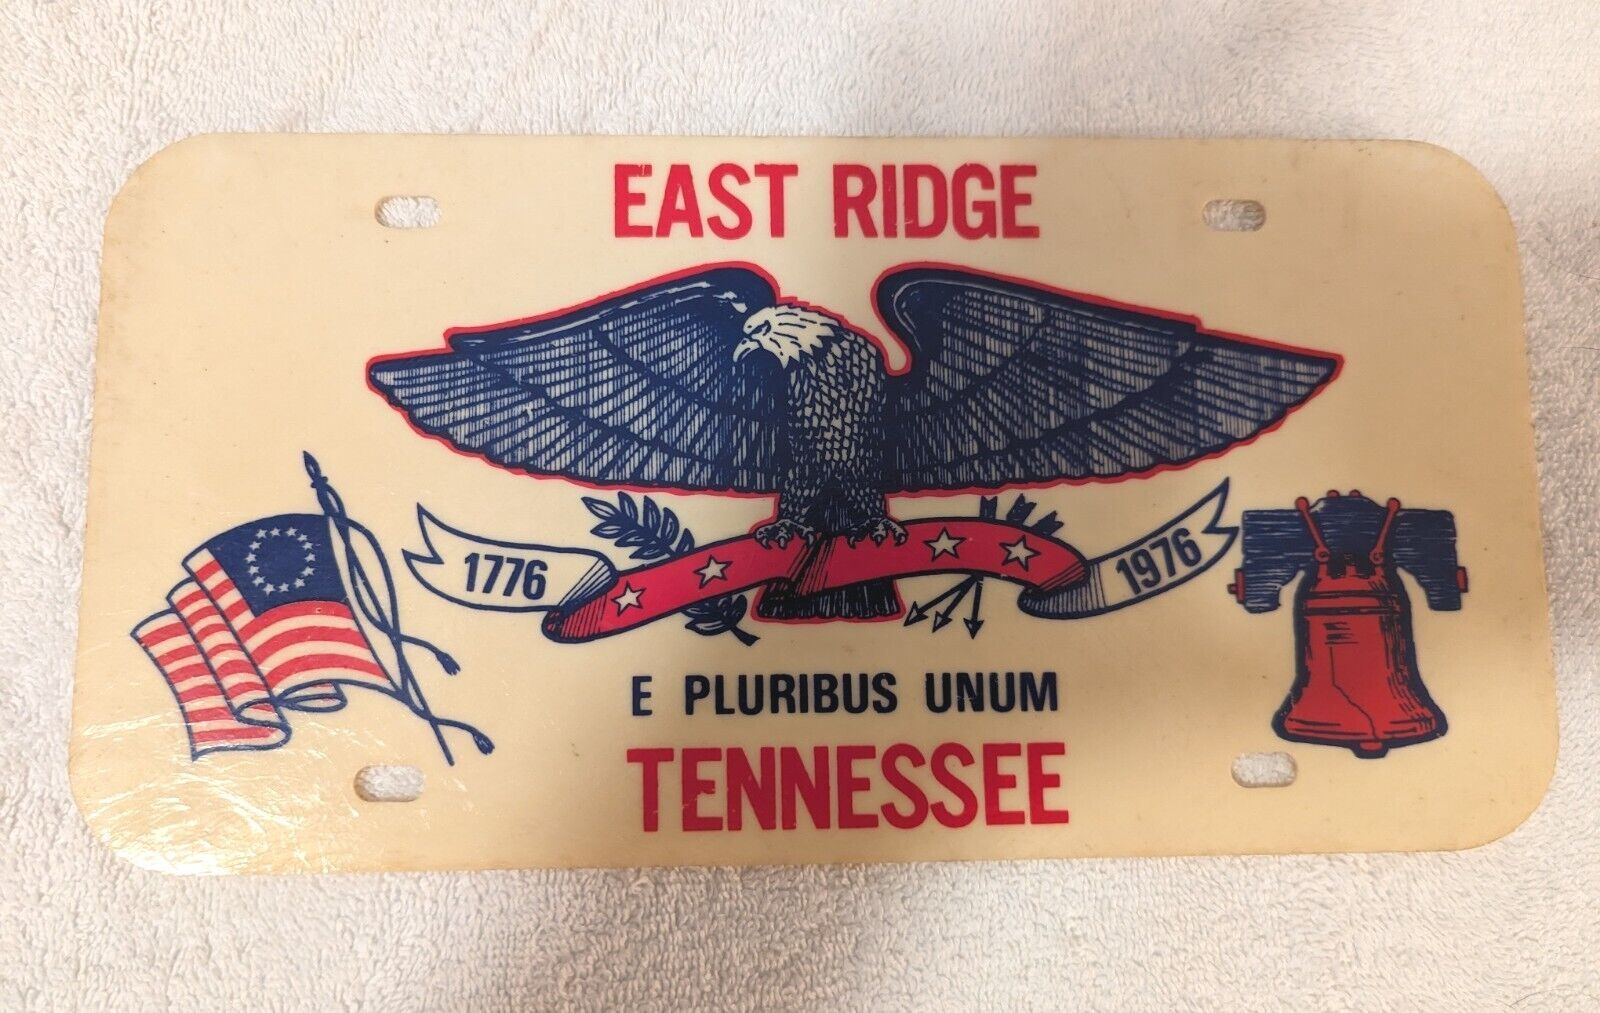 EAST RIDGE
1776
1976
E PLURIBUS UNUM
TENNESSEE